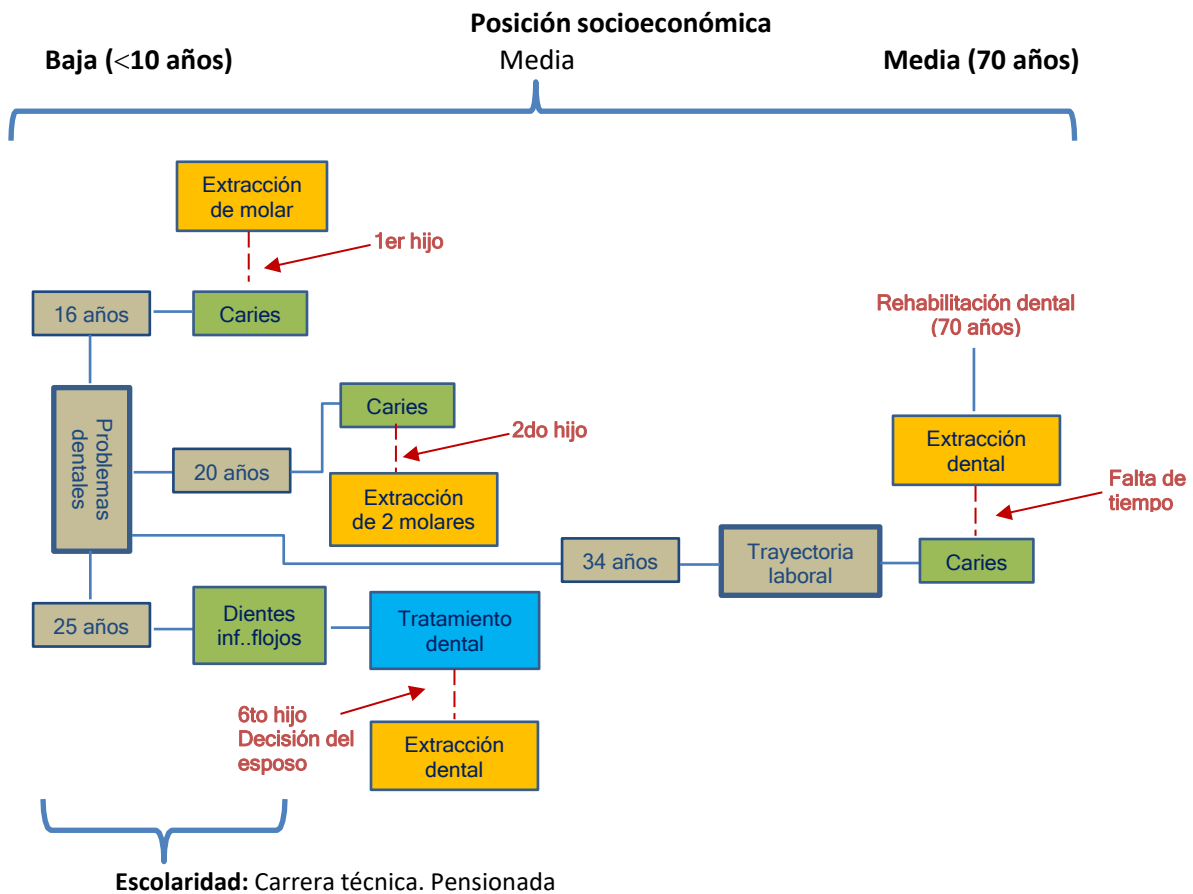 Posición socioeconómica
Baja (<10 años)
Media
Media (70 años)
Extracción
de molar
1er hijo
16 años
Caries
Rehabilitación dental
(70 años)
Problemas
dentales
Caries
2do hijo
20 años
Extracción
de 2 molares
Extracción
dental
Falta de
tiempo
34 años
Trayectoria
laboral
Caries
25 años
Dientes
inf..flojos
Tratamiento
dental
6to hijo
Decisión del
esposo
Extracción
dental
Escolaridad: Carrera técnica. Pensionada